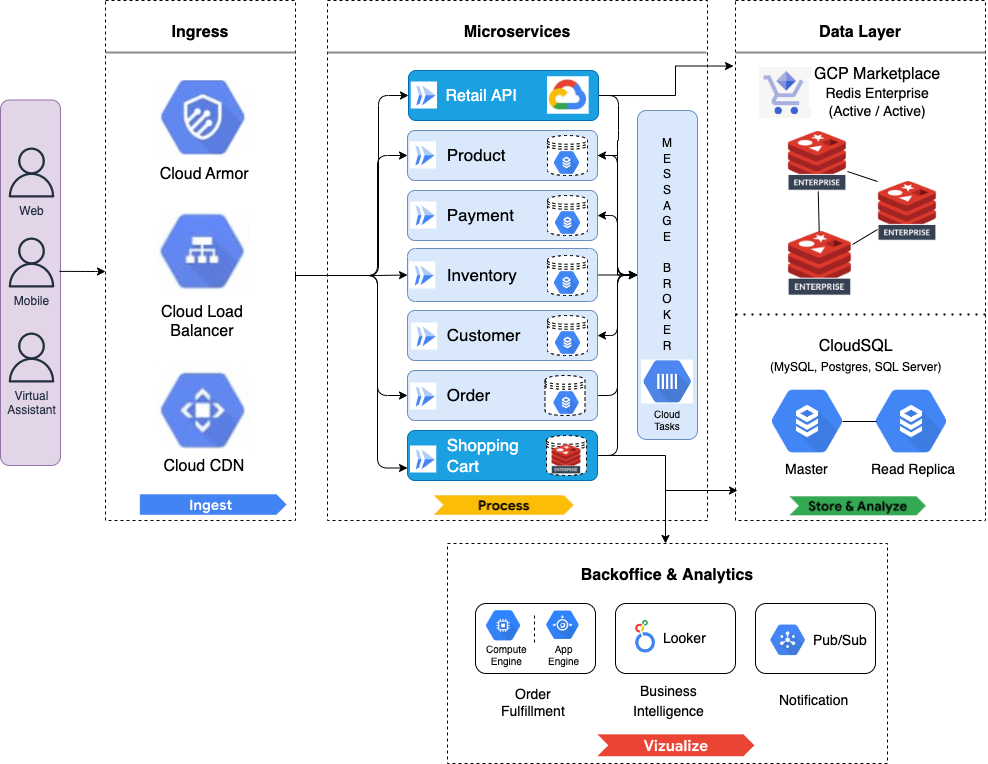 Web
Mobile
Virtual
Assistant
Ingress
Cloud Armor
Cloud Load
Balancer
Cloud CDN
Ingest
Microservices
Retail API
Product
Payment
Inventory
Customer
Order
Shopping
Cart
ENTERPRISE
MESSAGE BROKER
Cloud
Tasks
Process
Data Layer
GCP Marketplace
Redis Enterprise
(Active / Active)
ENTERPRISE
ENTERPRISE
ENTERPRISE
CloudSQL
(MySQL, Postgres, SQL Server)
Master
Read Replica
Store & Analyze
Backoffice & Analytics
Compute
Engine
App
Engine
Looker
Pub/Sub
Order
Fulfillment
Business
Intelligence
Notification
Vizualize